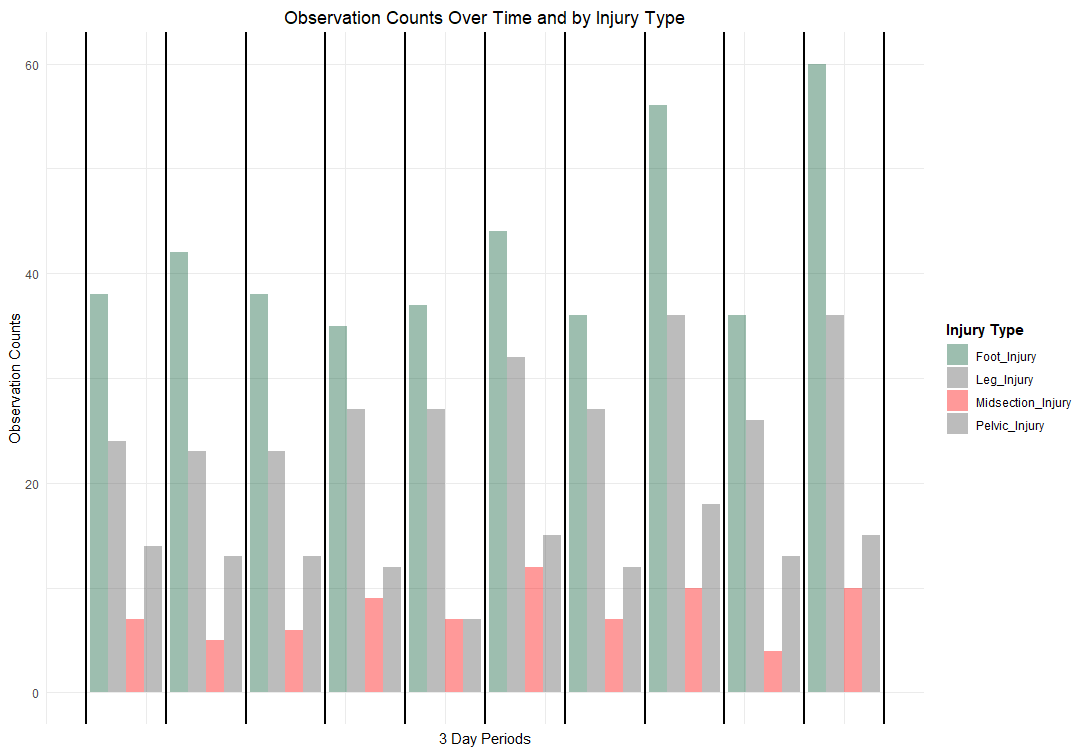 Observation Counts Over Time and by Injury Type
60
40
20
0
Observation Counts
3 Day Periods
Injury Type
Foot_Injury
Leg_Injury
Midsection_Injury
Pelvic_Injury